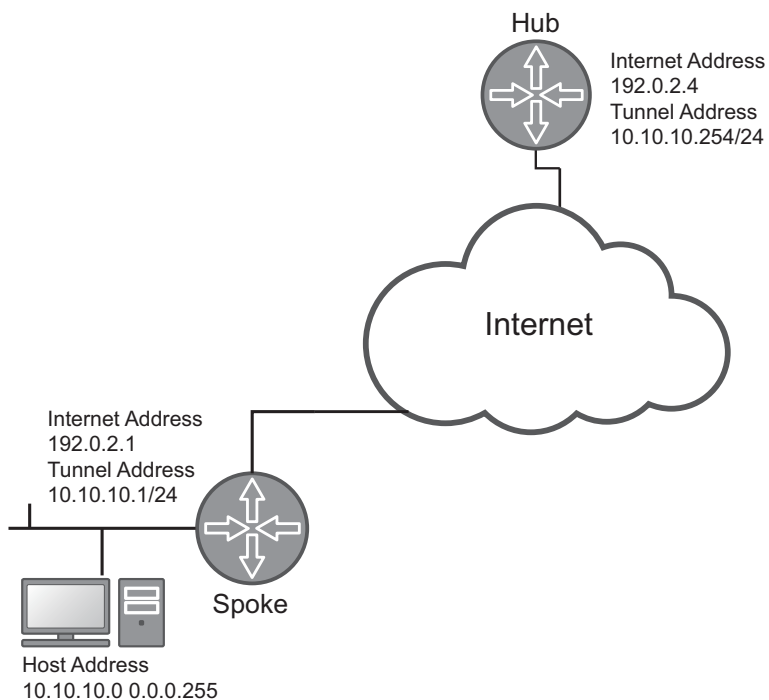 Hub
Internet Address
192.0.2.4
Tunnel Address
10.10.10.254/24
Internet
Internet Address
192.0.2.1
Tunnel Address
10.10.10.1/24
Spoke
Host Address
10.10.10.0 0.0.0.255